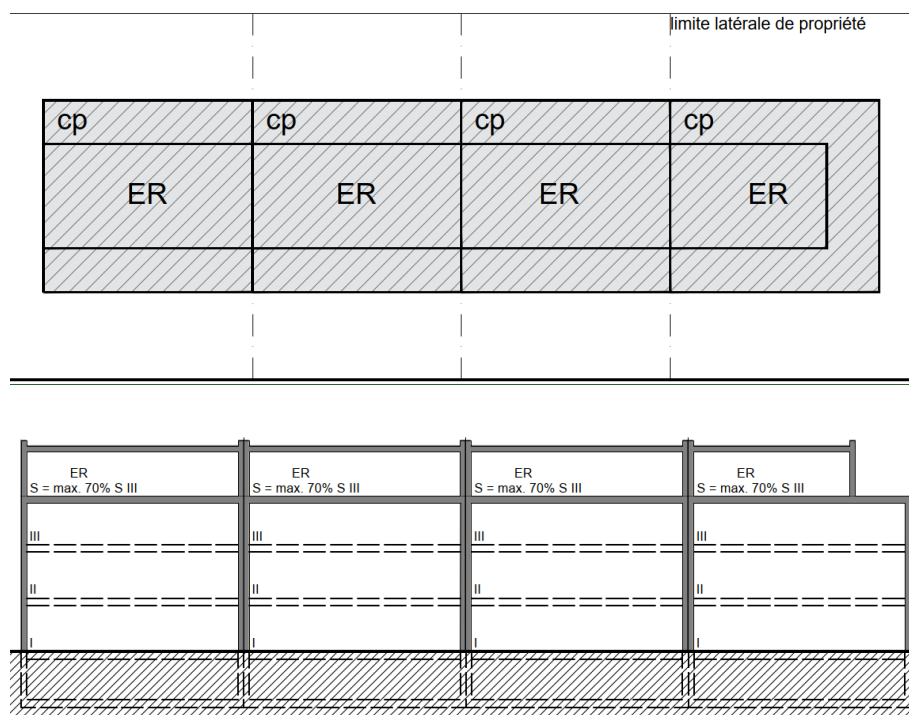 limite latérale de propriété
cp cp cp cp
ER ER ER ER
ER ER ER ER
S = max. 70% S III S = max. 70% S III S = max. 70% S III S = max. 70% S III
III III III III
II II II II
I I I I